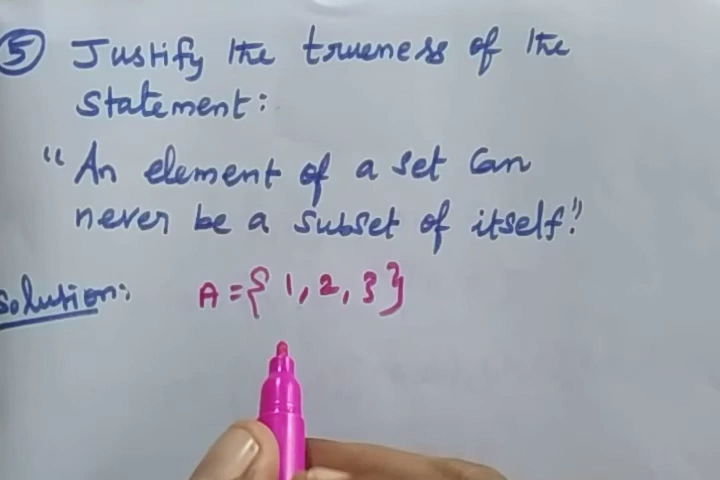 5 Justify the trueness of the
statement:
"An element of a set can
never be a subset of itself."
Solution: A = { 1, 2, 3 }